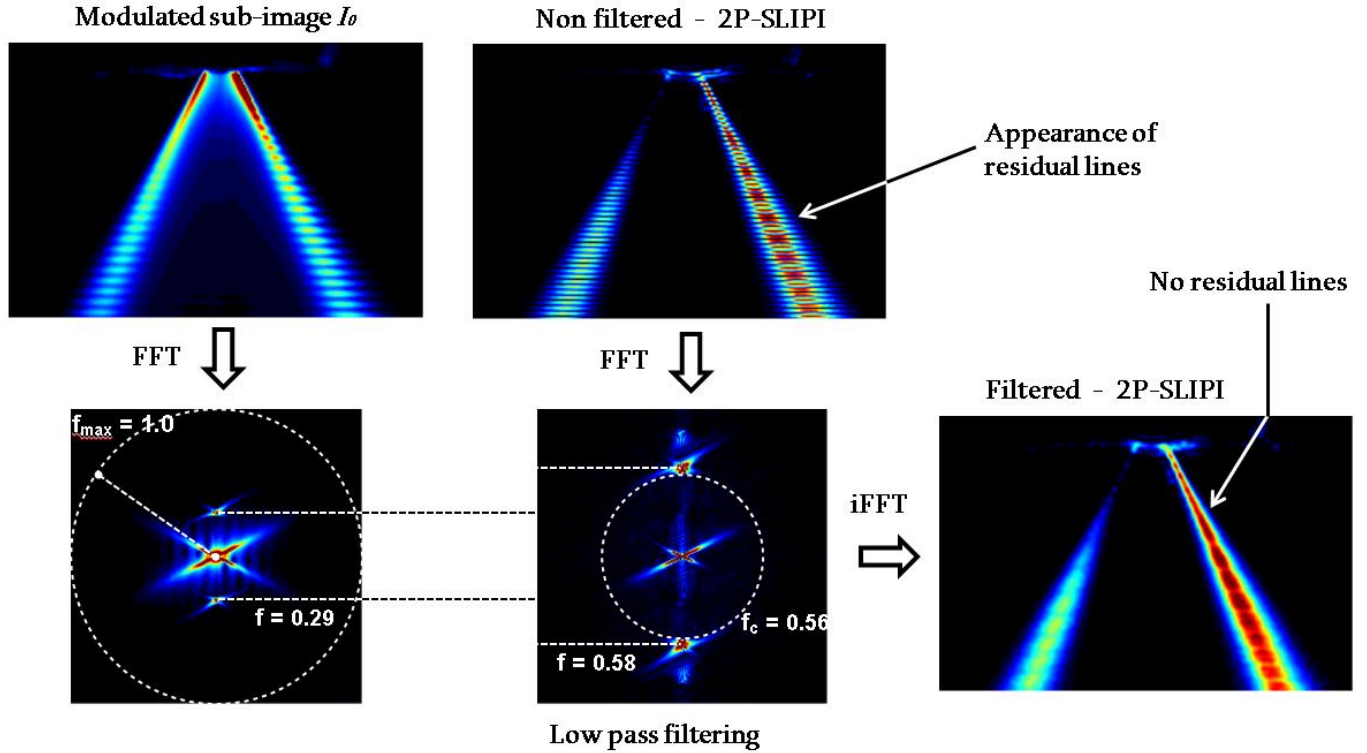 Modulated sub-image I₀
Non filtered - 2P-SLIPI
Appearance of
residual lines
No residual lines
FFT
FFT
Filtered - 2P-SLIPI
fmax = 1.0
f = 0.29
fc = 0.56
f = 0.58
iFFT
Low pass filtering